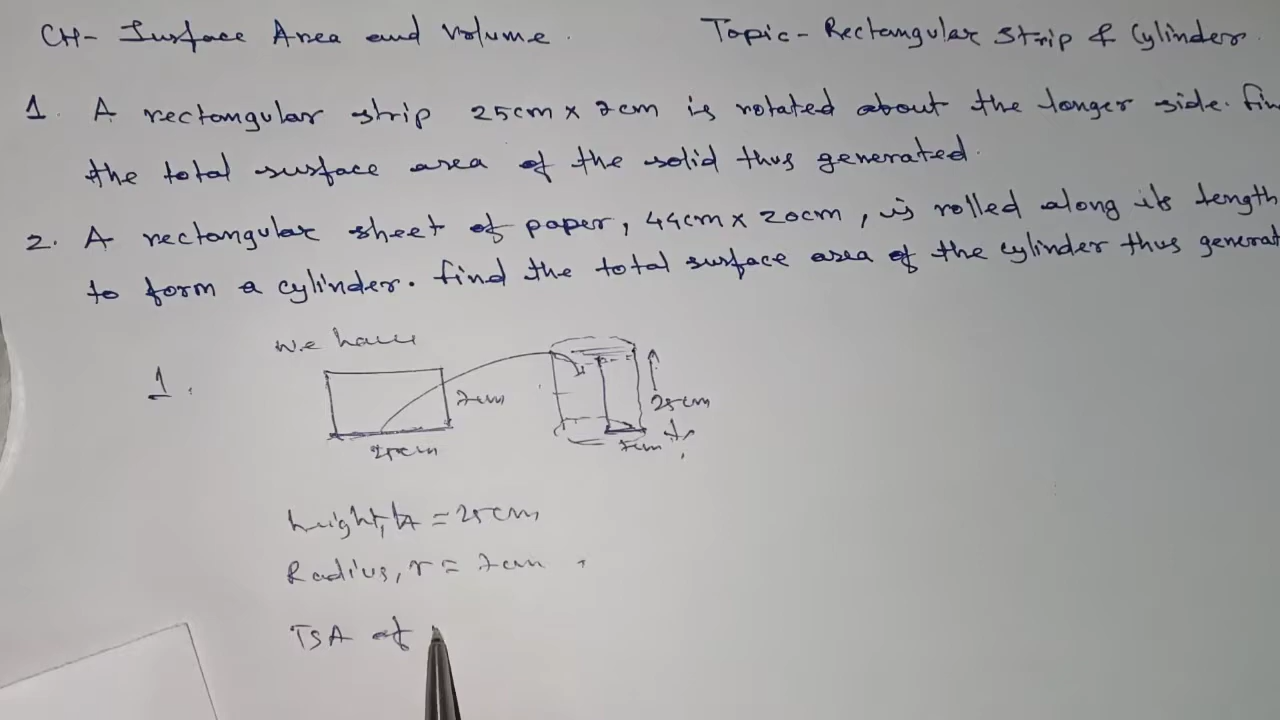 CH- Surface Area and Volume.
Topic- Rectangular Strip & Cylinder.
1. A rectangular strip 25cm x 7cm is rotated about the longer side. Fin
the total surface area of the solid thus generated.
2. A rectangular sheet of paper, 44cm x 20cm, is rolled along its length
to form a cylinder. find the total surface area of the cylinder thus generat
we have
1.
7cm
25cm
25cm
7cm
height, h = 25cm
Radius, r = 7cm
TSA of